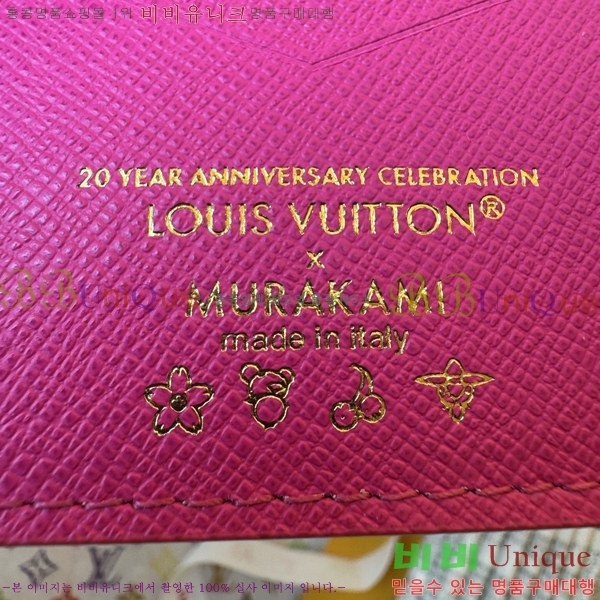 홍콩명품쇼핑몰 1위 비비유니크 명품구매대행
20 YEAR ANNIVERSARY CELEBRATION
LOUIS VUITTON®
x
MURAKAMI
made in italy
비비 Unique
-본 이미지는 비비유니크에서 촬영한 100% 실사 이미지 입니다.-
믿을수 있는 명품구매대행